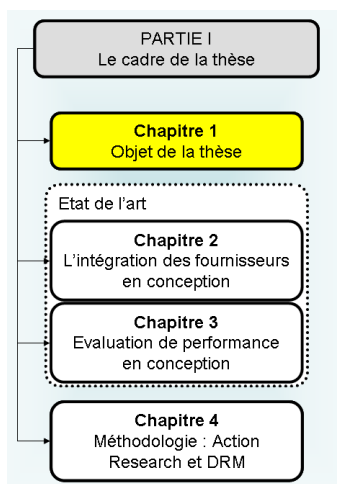 PARTIE I
Le cadre de la thèse
Chapitre 1
Objet de la thèse
Etat de l'art
Chapitre 2
L'intégration des fournisseurs
en conception
Chapitre 3
Evaluation de performance
en conception
Chapitre 4
Méthodologie : Action
Research et DRM